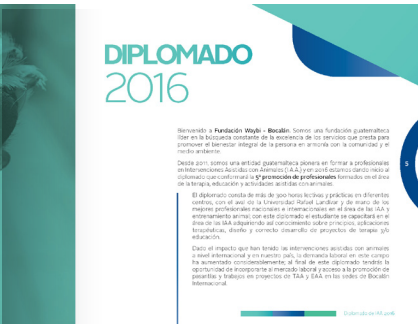 DIPLOMADO
2016
Bienvenido a Fundación Waybi - Bocalán. Somos una fundación guatemalteca
líder en la búsqueda constante de la excelencia de los servicios que presta para
promover el bienestar integral de la persona en armonía con la comunidad y el
medio ambiente.
Desde 2011, somos una entidad guatemalteca pionera en formar a profesionales
en Intervenciones Asistidas con Animales (I.A.A.) y en 2016 estamos dando inicio al
diplomado que conformará la 5ª promoción de profesionales formados en el área
de la terapia, educación y actividades asistidas con animales.
El diplomado consta de más de 900 horas lectivas y prácticas en diferentes
centros, con el aval de la Universidad Rafael Landívar y de mano de los
mejores profesionales nacionales e internacionales en el área de las IAA y
entrenamiento animal; con este diplomado el estudiante se capacitará en el
área de las IAA adquiriendo así conocimiento sobre principios, aplicaciones
terapéuticas, diseño y correcto desarrollo de proyectos de terapia y/o
educación.
Dado el impacto que han tenido las intervenciones asistidas con animales
a nivel internacional y en nuestro país, la demanda laboral en este campo
ha aumentado considerablemente; al final de este diplomado tendrás la
oportunidad de incorporarte al mercado laboral y acceso a la promoción de
pasantías y trabajos en proyectos de TAA y EAA en las sedes de Bocalán
Internacional.
Diplomado de IAA 2016
S